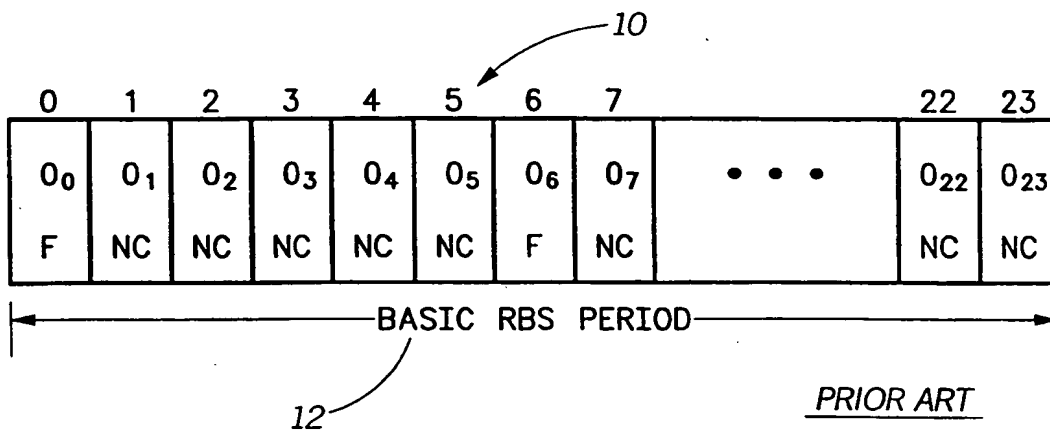 10
0 1 2 3 4 5 6 7 22 23
O₀ O₁ O₂ O₃ O₄ O₅ O₆ O₇ • • • O₂₂ O₂₃
F NC NC NC NC NC F NC NC NC
BASIC RBS PERIOD
12
PRIOR ART